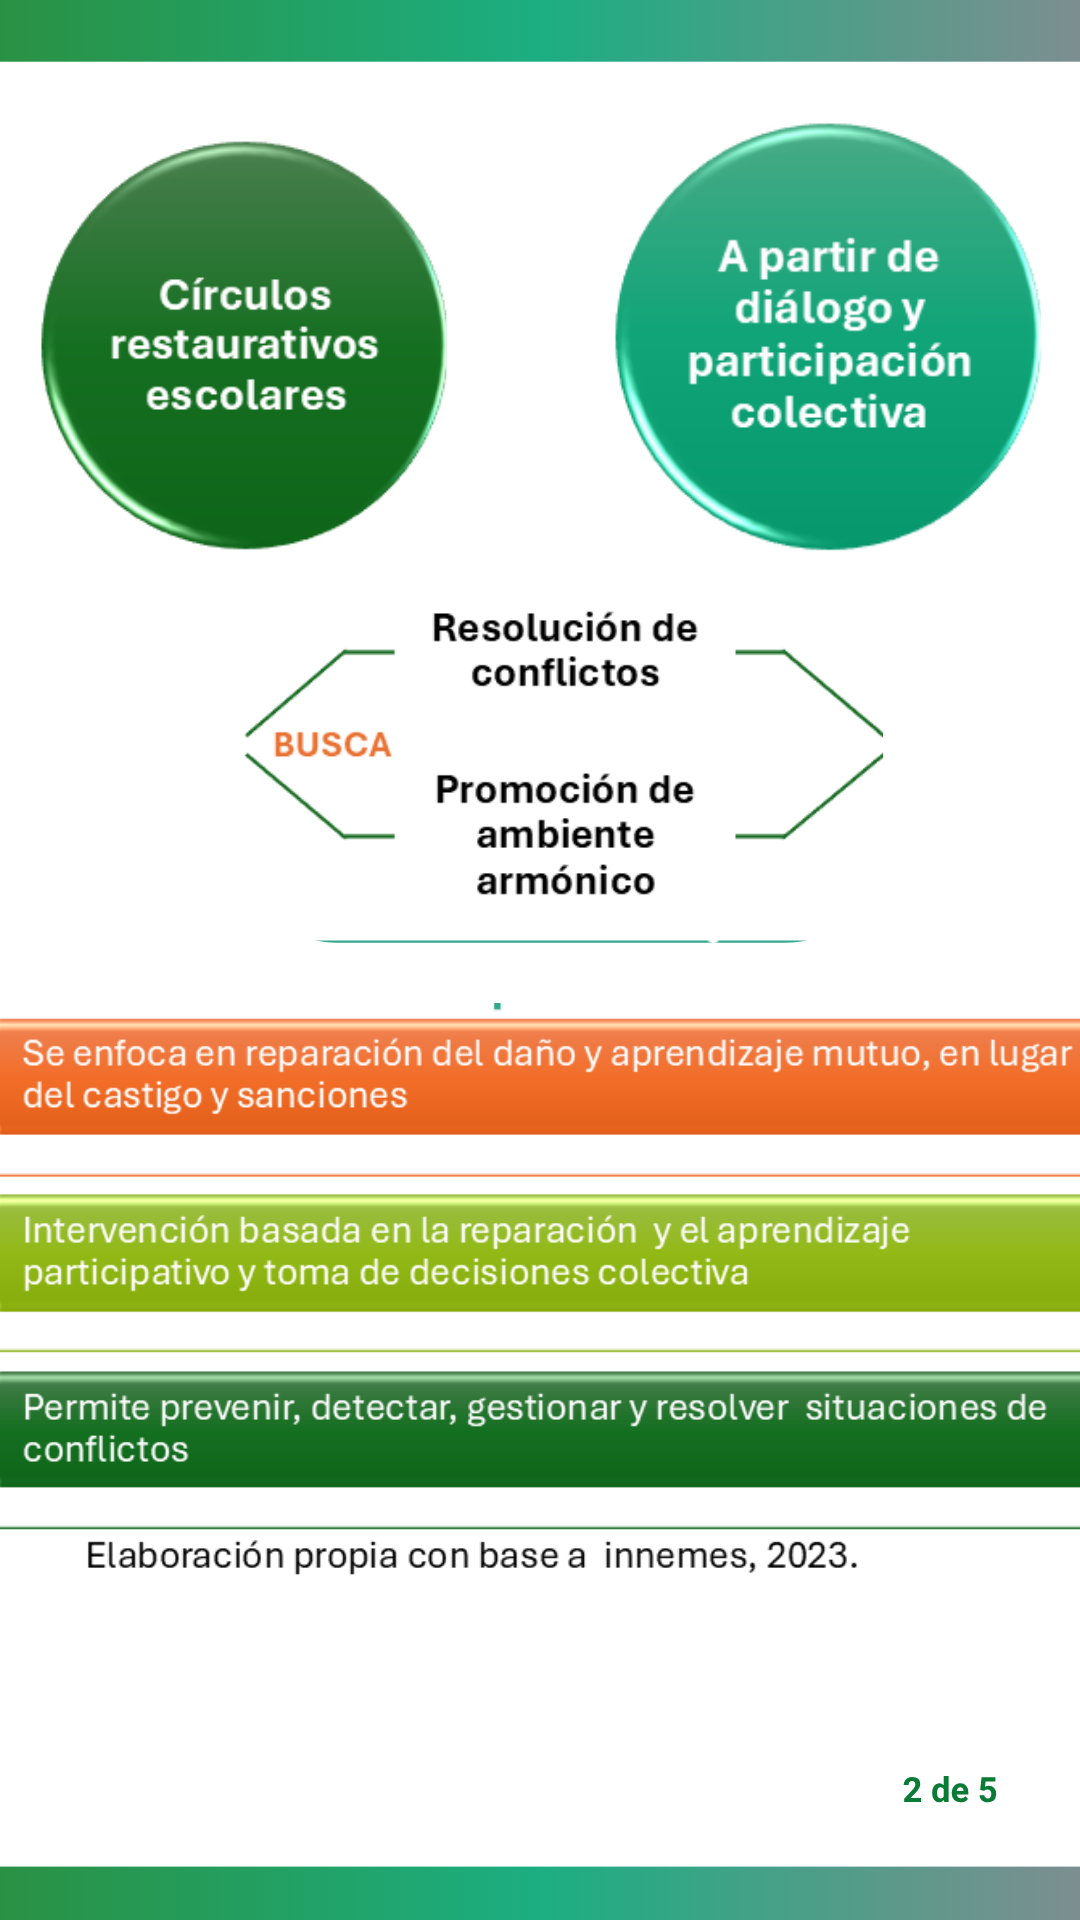 Círculos
restaurativos
escolares
A partir de
diálogo y
participación
colectiva
Resolución de
conflictos
BUSCA
Promoción de
ambiente
armónico
Se enfoca en reparación del daño y aprendizaje mutuo, en lugar
del castigo y sanciones
Intervención basada en la reparación  y el aprendizaje
participativo y toma de decisiones colectiva
Permite prevenir, detectar, gestionar y resolver  situaciones de
conflictos
Elaboración propia con base a  innemes, 2023.
2 de 5